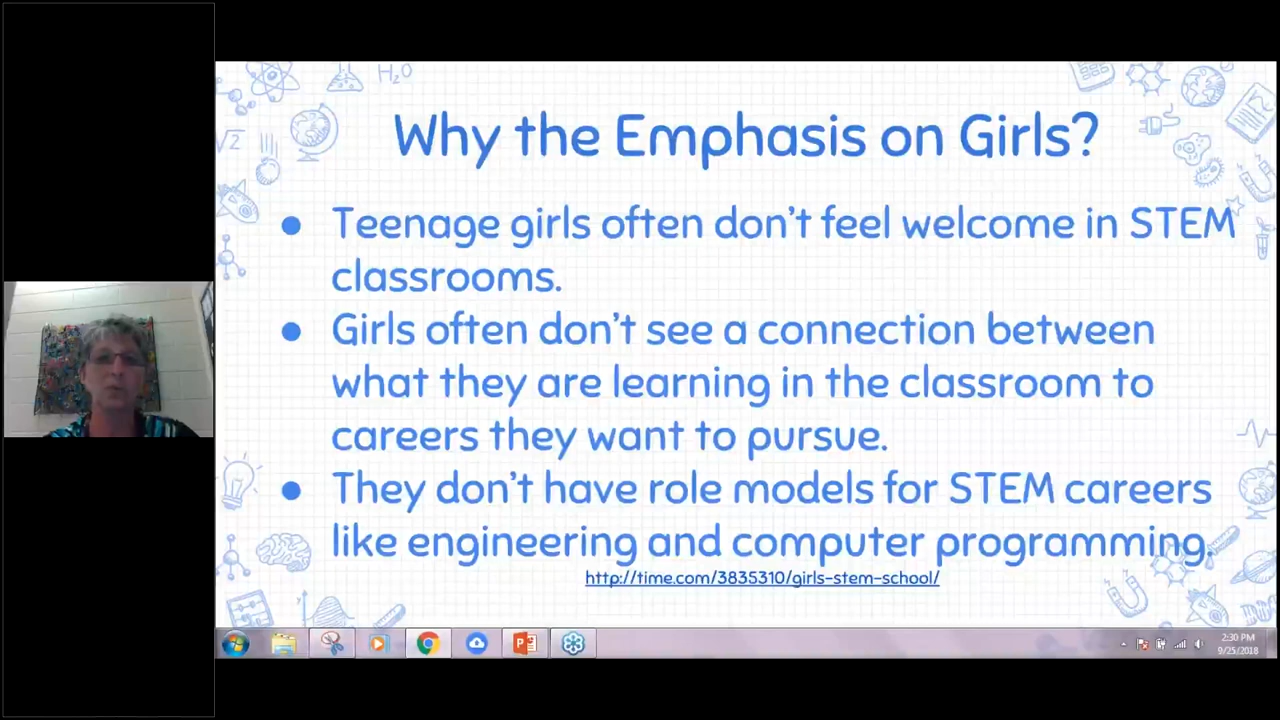 H₂O
√2
Why the Emphasis on Girls?
● Teenage girls often don't feel welcome in STEM
classrooms.
● Girls often don't see a connection between
what they are learning in the classroom to
careers they want to pursue.
● They don't have role models for STEM careers
like engineering and computer programming.
http://time.com/3835310/girls-stem-school/
2:30 PM
9/25/2018